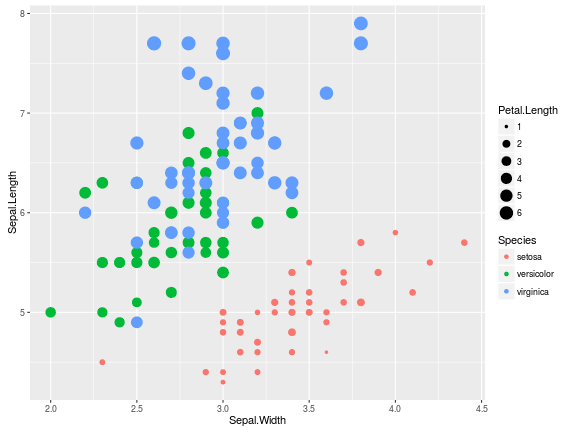 8
7
6
5
2.0 2.5 3.0 3.5 4.0 4.5
Sepal.Width
Sepal.Length
Petal.Length
1
2
3
4
5
6
Species
setosa
versicolor
virginica